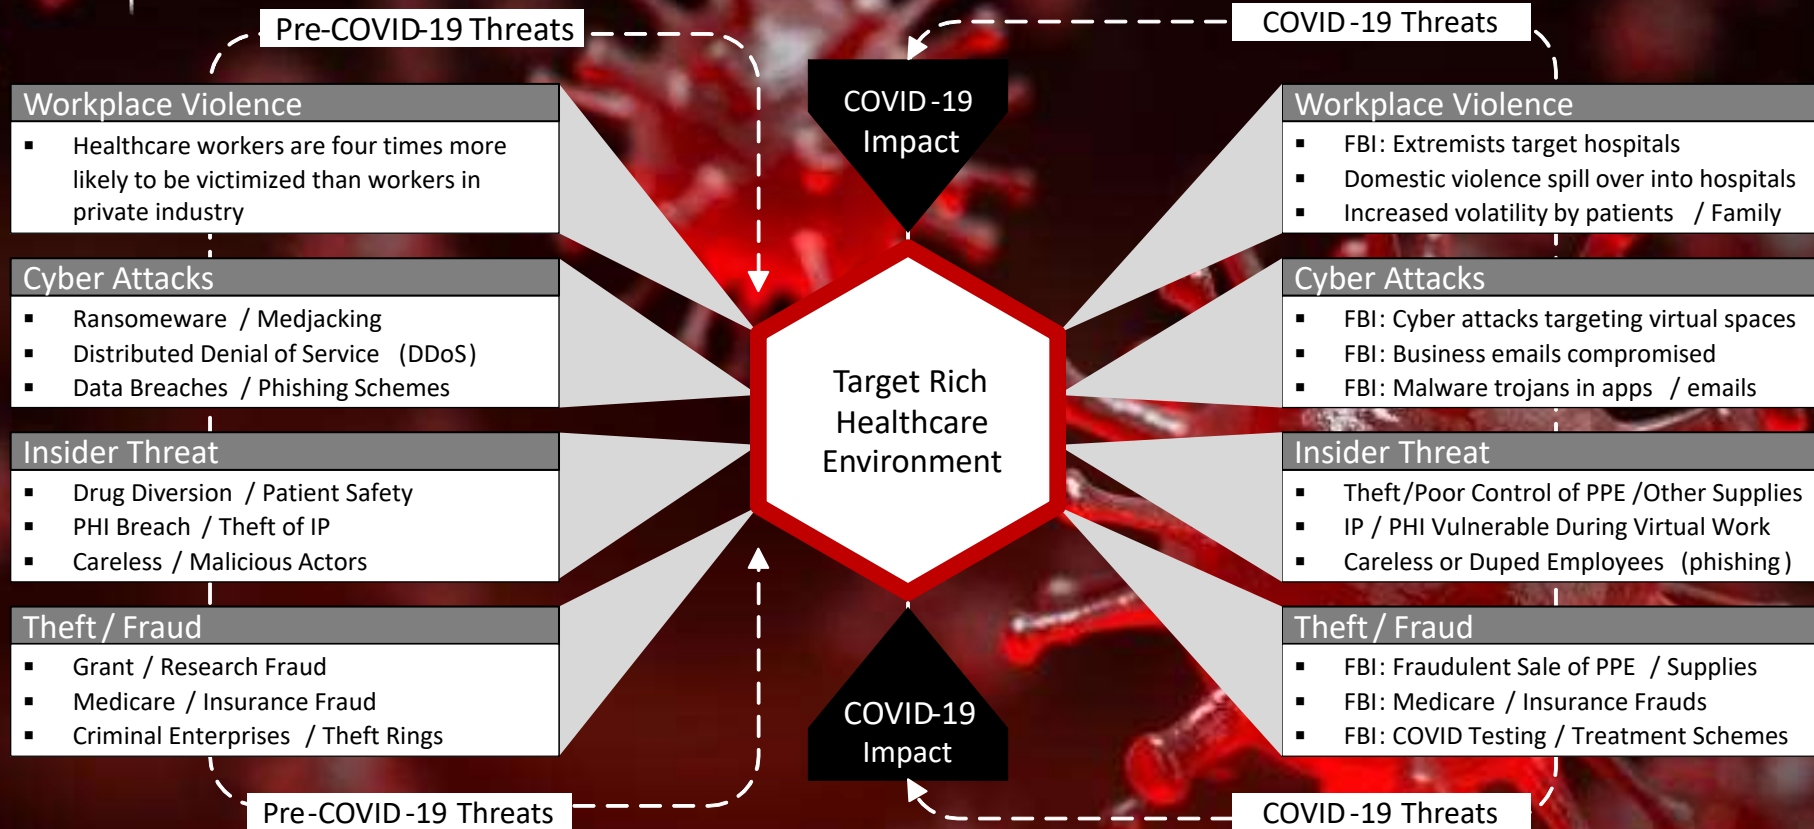 Pre-COVID-19 Threats
Workplace Violence
▪ Healthcare workers are four times more
likely to be victimized than workers in
private industry
Cyber Attacks
▪ Ransomeware / Medjacking
▪ Distributed Denial of Service (DDoS)
▪ Data Breaches / Phishing Schemes
Insider Threat
▪ Drug Diversion / Patient Safety
▪ PHI Breach / Theft of IP
▪ Careless / Malicious Actors
Theft / Fraud
▪ Grant / Research Fraud
▪ Medicare / Insurance Fraud
▪ Criminal Enterprises / Theft Rings
Pre-COVID-19 Threats
COVID-19
Impact
Target Rich
Healthcare
Environment
COVID-19
Impact
COVID-19 Threats
Workplace Violence
▪ FBI: Extremists target hospitals
▪ Domestic violence spill over into hospitals
▪ Increased volatility by patients / Family
Cyber Attacks
▪ FBI: Cyber attacks targeting virtual spaces
▪ FBI: Business emails compromised
▪ FBI: Malware trojans in apps / emails
Insider Threat
▪ Theft/Poor Control of PPE /Other Supplies
▪ IP / PHI Vulnerable During Virtual Work
▪ Careless or Duped Employees (phishing)
Theft / Fraud
▪ FBI: Fraudulent Sale of PPE / Supplies
▪ FBI: Medicare / Insurance Frauds
▪ FBI: COVID Testing / Treatment Schemes
COVID-19 Threats